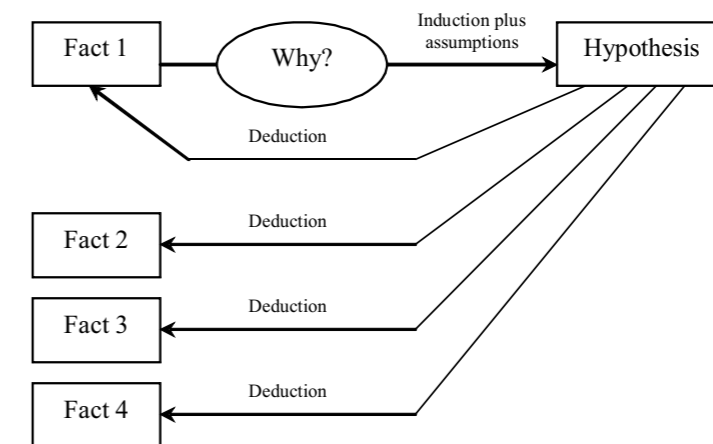 Fact 1
Why?
Induction plus
assumptions
Hypothesis
Deduction
Fact 2
Deduction
Fact 3
Deduction
Fact 4
Deduction